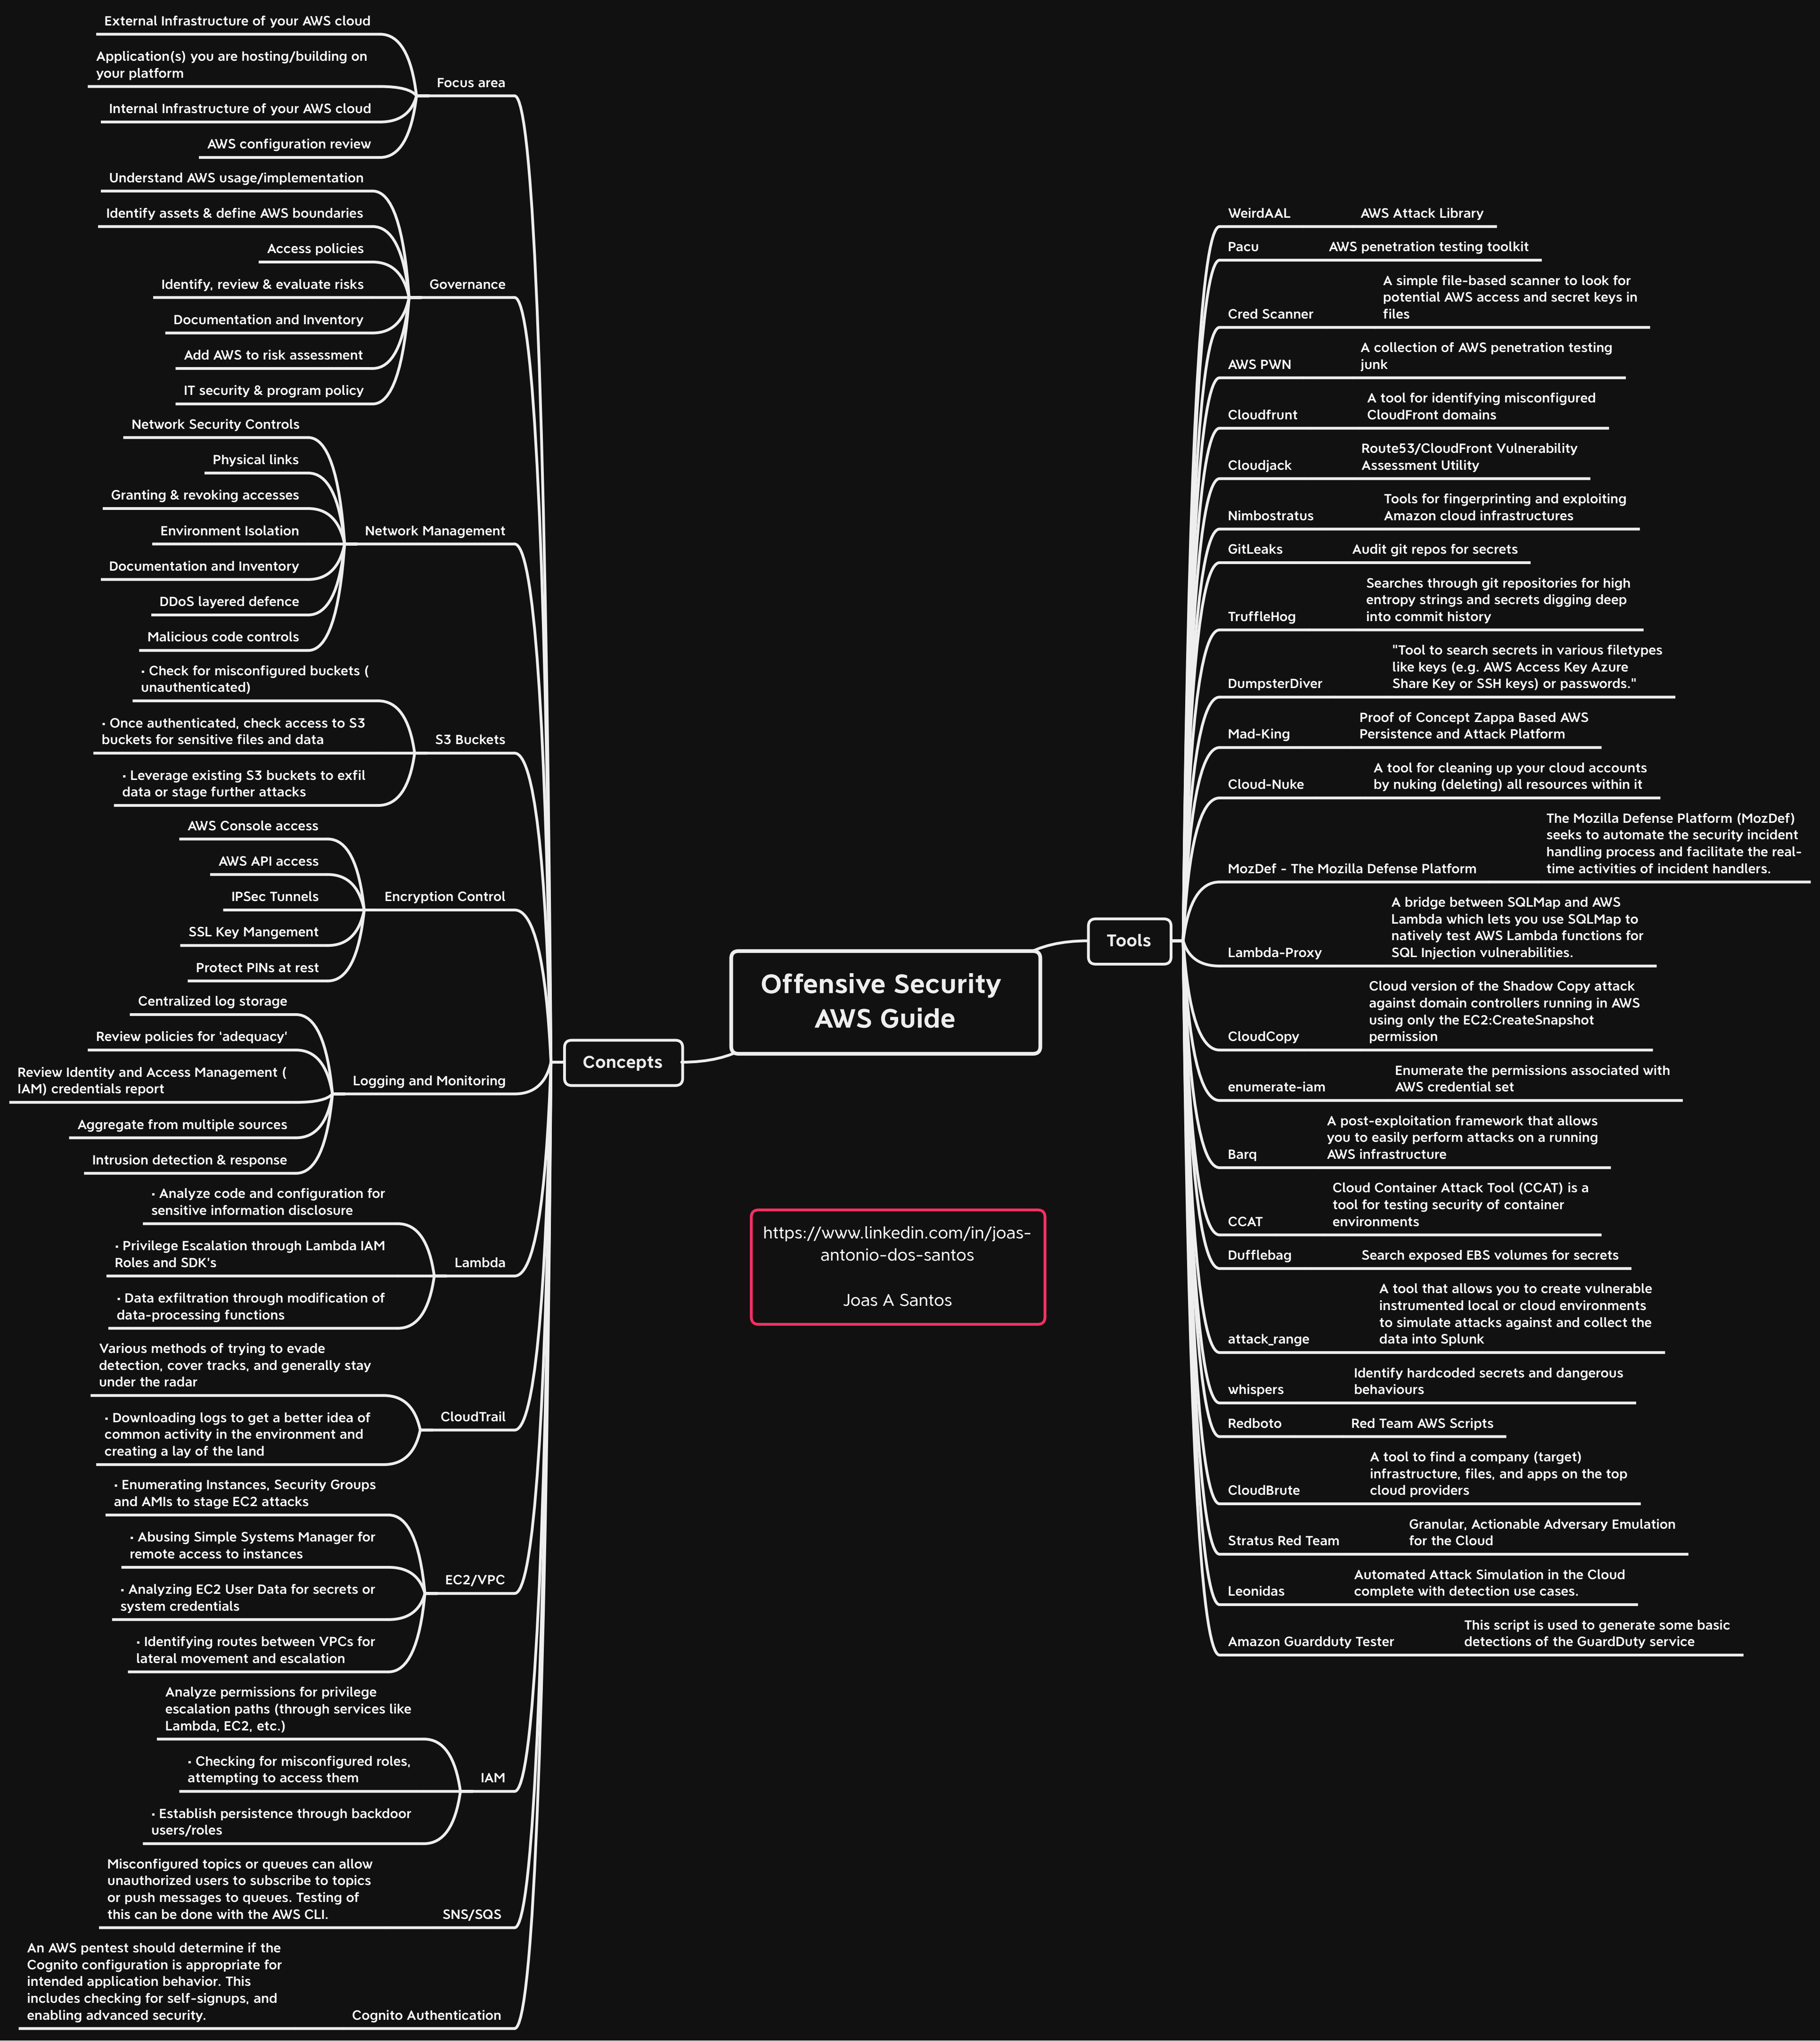 External Infrastructure of your AWS cloud
Application(s) you are hosting/building on
your platform
Focus area
Internal Infrastructure of your AWS cloud
AWS configuration review
Understand AWS usage/implementation
Identify assets & define AWS boundaries
Access policies
Identify, review & evaluate risks
Governance
Documentation and Inventory
Add AWS to risk assessment
IT security & program policy
Network Security Controls
Physical links
Granting & revoking accesses
Environment Isolation
Network Management
Documentation and Inventory
DDoS layered defence
Malicious code controls
• Check for misconfigured buckets (
unauthenticated)
• Once authenticated, check access to S3
buckets for sensitive files and data
S3 Buckets
• Leverage existing S3 buckets to exfil
data or stage further attacks
AWS Console access
AWS API access
IPSec Tunnels
Encryption Control
SSL Key Mangement
Protect PINs at rest
Centralized log storage
Review policies for 'adequacy'
Review Identity and Access Management (
IAM) credentials report
Logging and Monitoring
Aggregate from multiple sources
Intrusion detection & response
• Analyze code and configuration for
sensitive information disclosure
• Privilege Escalation through Lambda IAM
Roles and SDK's
Lambda
• Data exfiltration through modification of
data-processing functions
Various methods of trying to evade
detection, cover tracks, and generally stay
under the radar
CloudTrail
• Downloading logs to get a better idea of
common activity in the environment and
creating a lay of the land
• Enumerating Instances, Security Groups
and AMIs to stage EC2 attacks
• Abusing Simple Systems Manager for
remote access to instances
EC2/VPC
• Analyzing EC2 User Data for secrets or
system credentials
• Identifying routes between VPCs for
lateral movement and escalation
Analyze permissions for privilege
escalation paths (through services like
Lambda, EC2, etc.)
• Checking for misconfigured roles,
attempting to access them
IAM
• Establish persistence through backdoor
users/roles
Misconfigured topics or queues can allow
unauthorized users to subscribe to topics
or push messages to queues. Testing of
this can be done with the AWS CLI.
SNS/SQS
An AWS pentest should determine if the
Cognito configuration is appropriate for
intended application behavior. This
includes checking for self-signups, and
enabling advanced security.
Cognito Authentication
Concepts
Offensive Security
AWS Guide
https://www.linkedin.com/in/joas-
antonio-dos-santos
Joas A Santos
Tools
WeirdAAL AWS Attack Library
Pacu AWS penetration testing toolkit
A simple file-based scanner to look for
potential AWS access and secret keys in
Cred Scanner files
A collection of AWS penetration testing
AWS PWN junk
A tool for identifying misconfigured
Cloudfrunt CloudFront domains
Route53/CloudFront Vulnerability
Cloudjack Assessment Utility
Tools for fingerprinting and exploiting
Nimbostratus Amazon cloud infrastructures
GitLeaks Audit git repos for secrets
Searches through git repositories for high
entropy strings and secrets digging deep
TruffleHog into commit history
"Tool to search secrets in various filetypes
like keys (e.g. AWS Access Key Azure
DumpsterDiver Share Key or SSH keys) or passwords."
Proof of Concept Zappa Based AWS
Mad-King Persistence and Attack Platform
A tool for cleaning up your cloud accounts
Cloud-Nuke by nuking (deleting) all resources within it
The Mozilla Defense Platform (MozDef)
seeks to automate the security incident
handling process and facilitate the real-
MozDef - The Mozilla Defense Platform time activities of incident handlers.
A bridge between SQLMap and AWS
Lambda which lets you use SQLMap to
natively test AWS Lambda functions for
Lambda-Proxy SQL Injection vulnerabilities.
Cloud version of the Shadow Copy attack
against domain controllers running in AWS
using only the EC2:CreateSnapshot
CloudCopy permission
Enumerate the permissions associated with
enumerate-iam AWS credential set
A post-exploitation framework that allows
you to easily perform attacks on a running
Barq AWS infrastructure
Cloud Container Attack Tool (CCAT) is a
tool for testing security of container
CCAT environments
Dufflebag Search exposed EBS volumes for secrets
A tool that allows you to create vulnerable
instrumented local or cloud environments
to simulate attacks against and collect the
attack_range data into Splunk
Identify hardcoded secrets and dangerous
whispers behaviours
Redboto Red Team AWS Scripts
A tool to find a company (target)
infrastructure, files, and apps on the top
CloudBrute cloud providers
Granular, Actionable Adversary Emulation
Stratus Red Team for the Cloud
Automated Attack Simulation in the Cloud
Leonidas complete with detection use cases.
This script is used to generate some basic
Amazon Guardduty Tester detections of the GuardDuty service